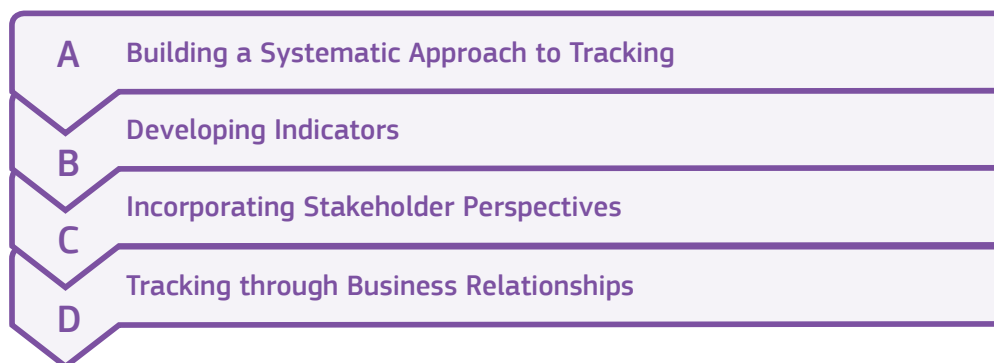 A Building a Systematic Approach to Tracking
B Developing Indicators
C Incorporating Stakeholder Perspectives
D Tracking through Business Relationships